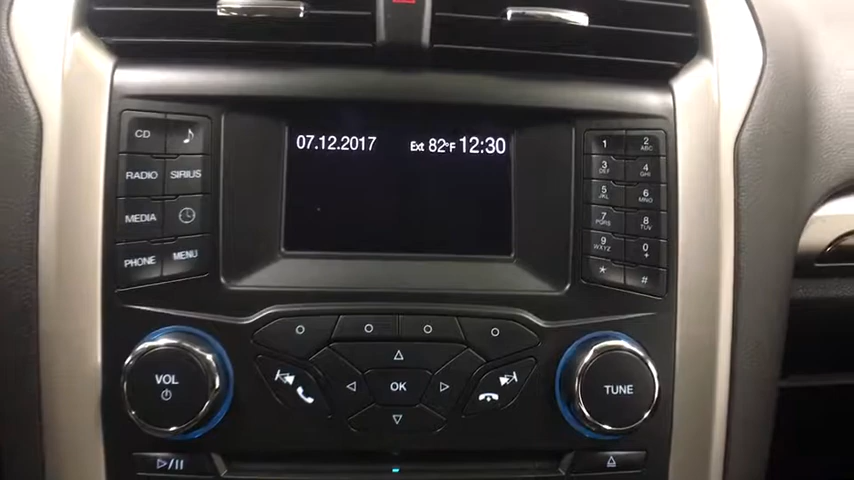 07.12.2017 Ext 82°F 12:30
CD
RADIO SIRIUS
MEDIA
PHONE MENU
1 2 ABC
3 DEF 4 GHI
5 JKL 6 MNO
7 PQRS 8 TUV
9 WXYZ 0 +
* #
VOL OK TUNE